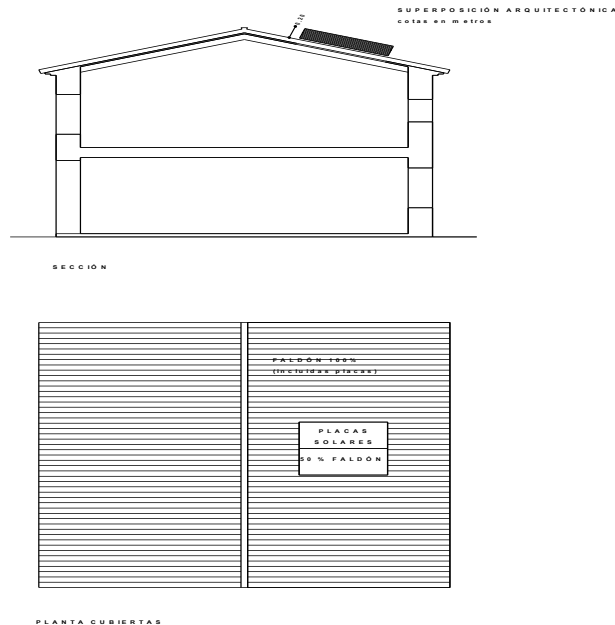 SUPERPOSICIÓN ARQUITECTÓNICA
cotas en metros
SECCIÓN
FALDÓN 100%
(incluidas placas)
PLACAS
SOLARES
50 % FALDÓN
PLANTA CUBIERTAS